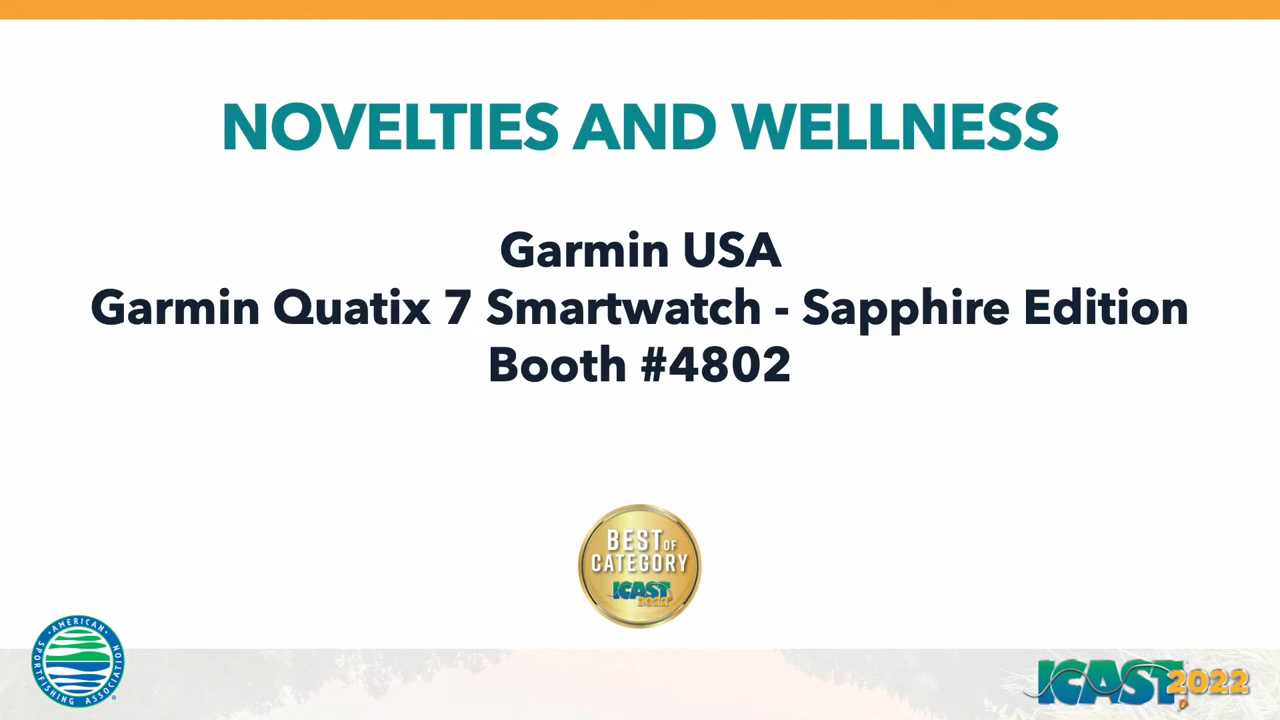 NOVELTIES AND WELLNESS
Garmin USA
Garmin Quatix 7 Smartwatch - Sapphire Edition
Booth #4802
BEST OF
CATEGORY
ICAST
2022
AMERICAN
SPORTFISHING ASSOCIATION
ICAST 2022